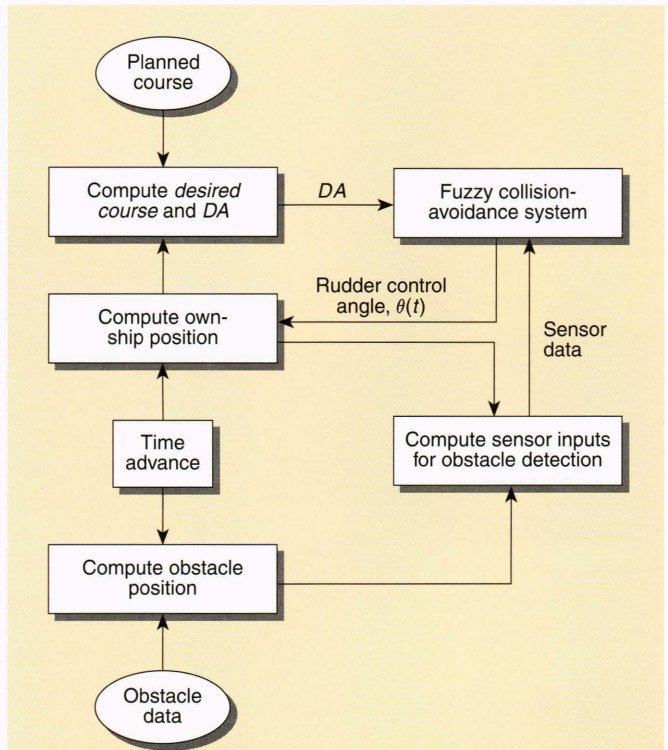 Planned
course
Compute desired
course and DA
DA
Fuzzy collision-
avoidance system
Rudder control
angle, θ(t)
Compute own-
ship position
Sensor
data
Time
advance
Compute sensor inputs
for obstacle detection
Compute obstacle
position
Obstacle
data